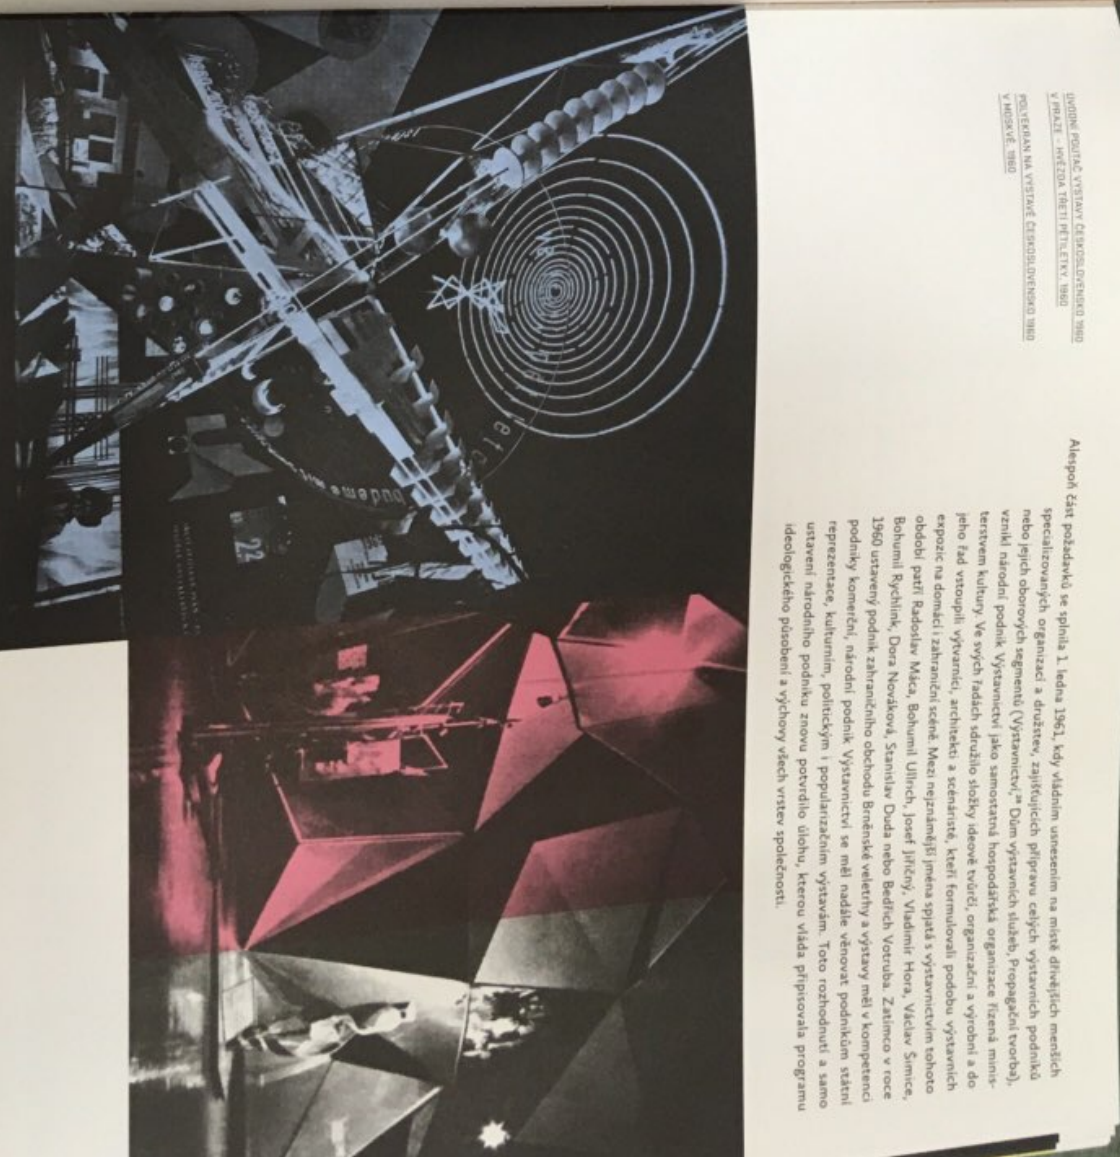 ÚVODNÍ POUTAČ VÝSTAVY ČESKOSLOVENSKO 1960
V PRAZE – HVĚZDA TŘETÍ PĚTILETKY, 1960
POLYEKRAN NA VÝSTAVĚ ČESKOSLOVENSKO 1960
V MOSKVĚ, 1960
Alespoň část požadavků se splnila 1. ledna 1961, kdy vládním usnesením na místě dřívějších menších
specializovaných organizací a družstev, zajišťujících přípravu celých výstavních podniků
nebo jejich oborových segmentů (Výstavnictví,²⁸ Dům výstavních služeb, Propagační tvorba),
vznikl národní podnik Výstavnictví jako samostatná hospodářská organizace řízená minis-
terstvem kultury. Ve svých řadách sdružilo složky ideově tvůrčí, organizační a výrobní a do
jeho řad vstoupili výtvarníci, architekti a scénáristé, kteří formulovali podobu výstavních
expozic na domácí i zahraniční scéně. Mezi nejznámější jména spjatá s výstavnictvím tohoto
období patří Radoslav Máca, Bohumil Ullrich, Josef Jiřičný, Vladimír Hora, Václav Šimice,
Bohumil Rychlink, Dora Nováková, Stanislav Duda nebo Bedřich Votruba. Zatímco v roce
1960 ustavený podnik zahraničního obchodu Brněnské veletrhy a výstavy měl v kompetenci
podniky komerční, národní podnik Výstavnictví se měl nadále věnovat podnikům státní
reprezentace, kulturním, politickým i popularizačním výstavám. Toto rozhodnutí a samo
ustavení národního podniku znovu potvrdilo úlohu, kterou vláda připisovala programu
ideologického působení a výchovy všech vrstev společnosti.
budeme
22